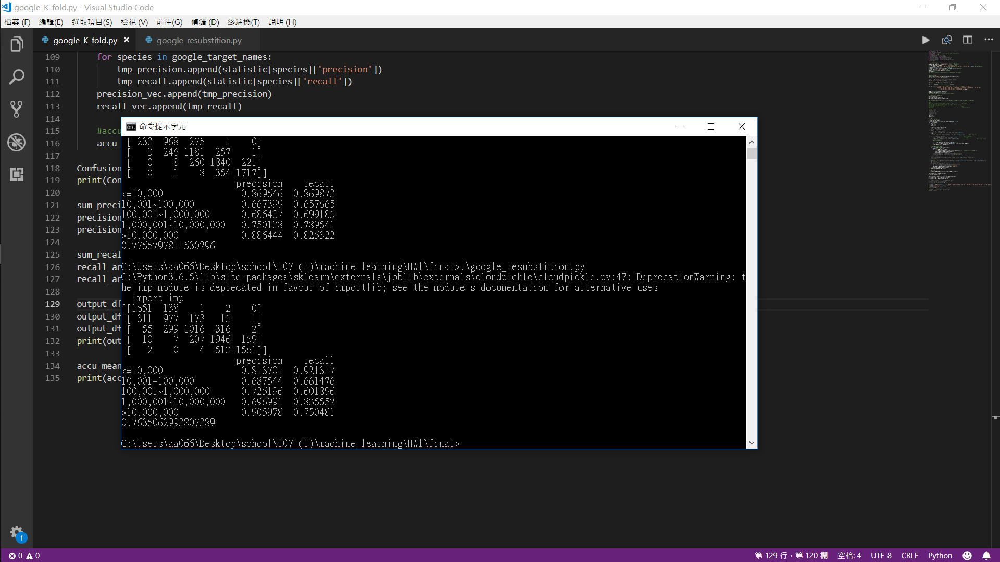 google_K_fold.py - Visual Studio Code
檔案 (F) 編輯(E) 選取項目(S) 檢視 (V) 前往(G) 偵錯 (D) 終端機(T) 說明 (H)
google_K_fold.py google_resubstition.py
109 for species in google_target_names:
110 tmp_precision.append(statistic[species]['precision'])
111 tmp_recall.append(statistic[species]['recall'])
112 precision_vec.append(tmp_precision)
113 recall_vec.append(tmp_recall)
114
115 #accu
116 accu_
117
118 Confusion
119 print(Con
120
121 sum_preci
122 precision
123 precision
124
125 sum_recal
126 recall_ar
127 recall_ar
128
129 output_df
130 output_df
131 output_df
132 print(out
133
134 accu_mean
135 print(acc
命令提示字元
[ 233 968 275 1 0]
[ 3 246 1181 257 1]
[ 0 8 260 1840 221]
[ 0 1 8 354 1717]]
precision recall
<=10,000 0.869546 0.869873
10,001~100,000 0.667399 0.657665
100,001~1,000,000 0.686487 0.699185
1,000,001~10,000,000 0.750138 0.789541
>10,000,000 0.886444 0.825322
0.7755797811530296
C:\Users\aa066\Desktop\school\107 (1)\machine learning\HW1\final>.\google_resubstition.py
C:\Python3.6.5\lib\site-packages\sklearn\externals\joblib\externals\cloudpickle\cloudpickle.py:47: DeprecationWarning: t
he imp module is deprecated in favour of importlib; see the module's documentation for alternative uses
import imp
[[1651 138 1 2 0]
[ 311 977 173 15 1]
[ 55 299 1016 316 2]
[ 10 7 207 1946 159]
[ 2 0 4 513 1561]]
precision recall
<=10,000 0.813701 0.921317
10,001~100,000 0.687544 0.661476
100,001~1,000,000 0.725196 0.601896
1,000,001~10,000,000 0.696991 0.835552
>10,000,000 0.905978 0.750481
0.7635062993807389
C:\Users\aa066\Desktop\school\107 (1)\machine learning\HW1\final>
1
0 0 第 129 行，第 120 欄 空格: 4 UTF-8 CRLF Python